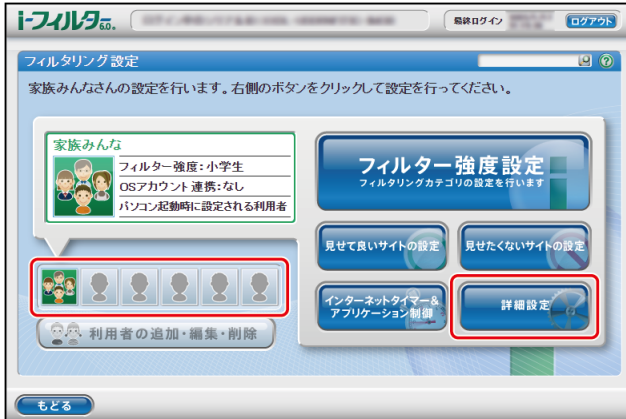 i-フィルター 6.0.
最終ログイン
ログアウト
フィルタリング設定
家族みんなさんの設定を行います。右側のボタンをクリックして設定を行ってください。
家族みんな
フィルター強度:小学生
OSアカウント連携:なし
パソコン起動時に設定される利用者
フィルター強度設定
フィルタリングカテゴリの設定を行います
見せて良いサイトの設定
見せたくないサイトの設定
インターネットタイマー&
アプリケーション制御
詳細設定
利用者の追加・編集・削除
もどる